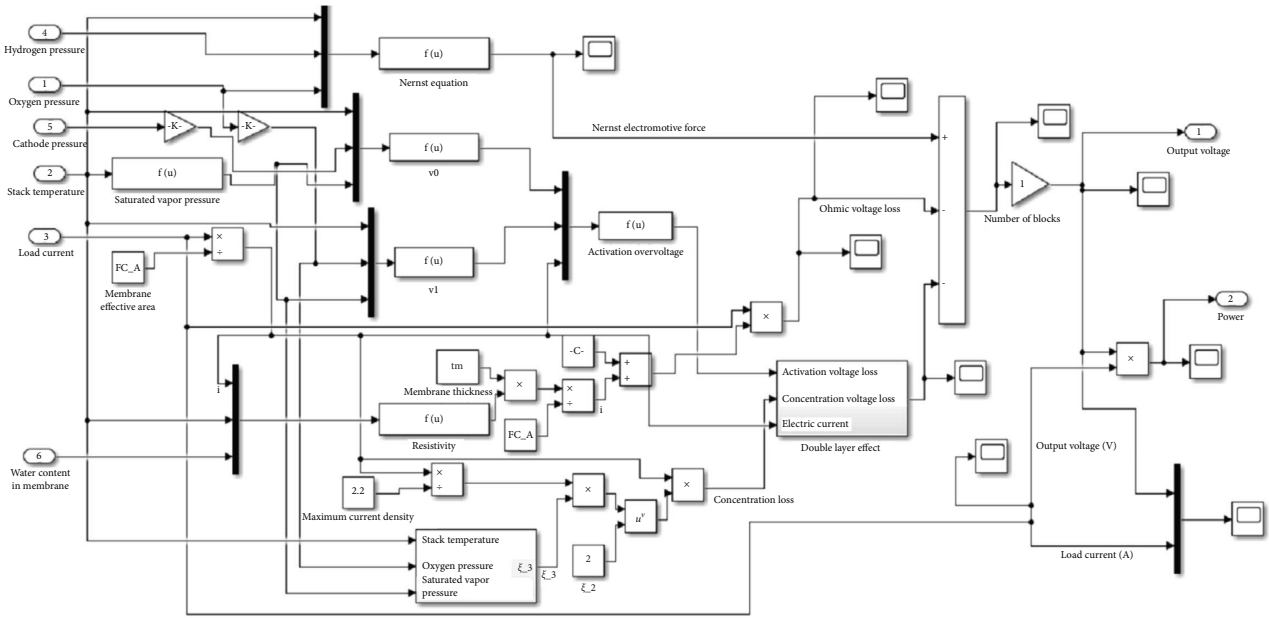 4
Hydrogen pressure
f (u)
Nernst equation
1
Oxygen pressure
5
Cathode pressure
-K-
-K-
Nernst electromotive force
+
-
-
1
Output voltage
2
Stack temperature
f (u)
Saturated vapor pressure
f (u)
v0
1
Number of blocks
3
Load current
×
÷
FC_A
Membrane
effective area
f (u)
v1
f (u)
Activation overvoltage
Ohmic voltage loss
2
Power
×
×
i
tm
Membrane thickness
×
×
÷
i
-C-
+
+
f (u)
Resistivity
FC_A
Activation voltage loss
Concentration voltage loss
Electric current
Double layer effect
6
Water content
in membrane
2.2
Maximum current density
×
÷
×
u^v
×
Concentration loss
2
ξ_2
Stack temperature
Oxygen pressure
Saturated vapor
pressure
ξ_3
ξ_3
Output voltage (V)
Load current (A)